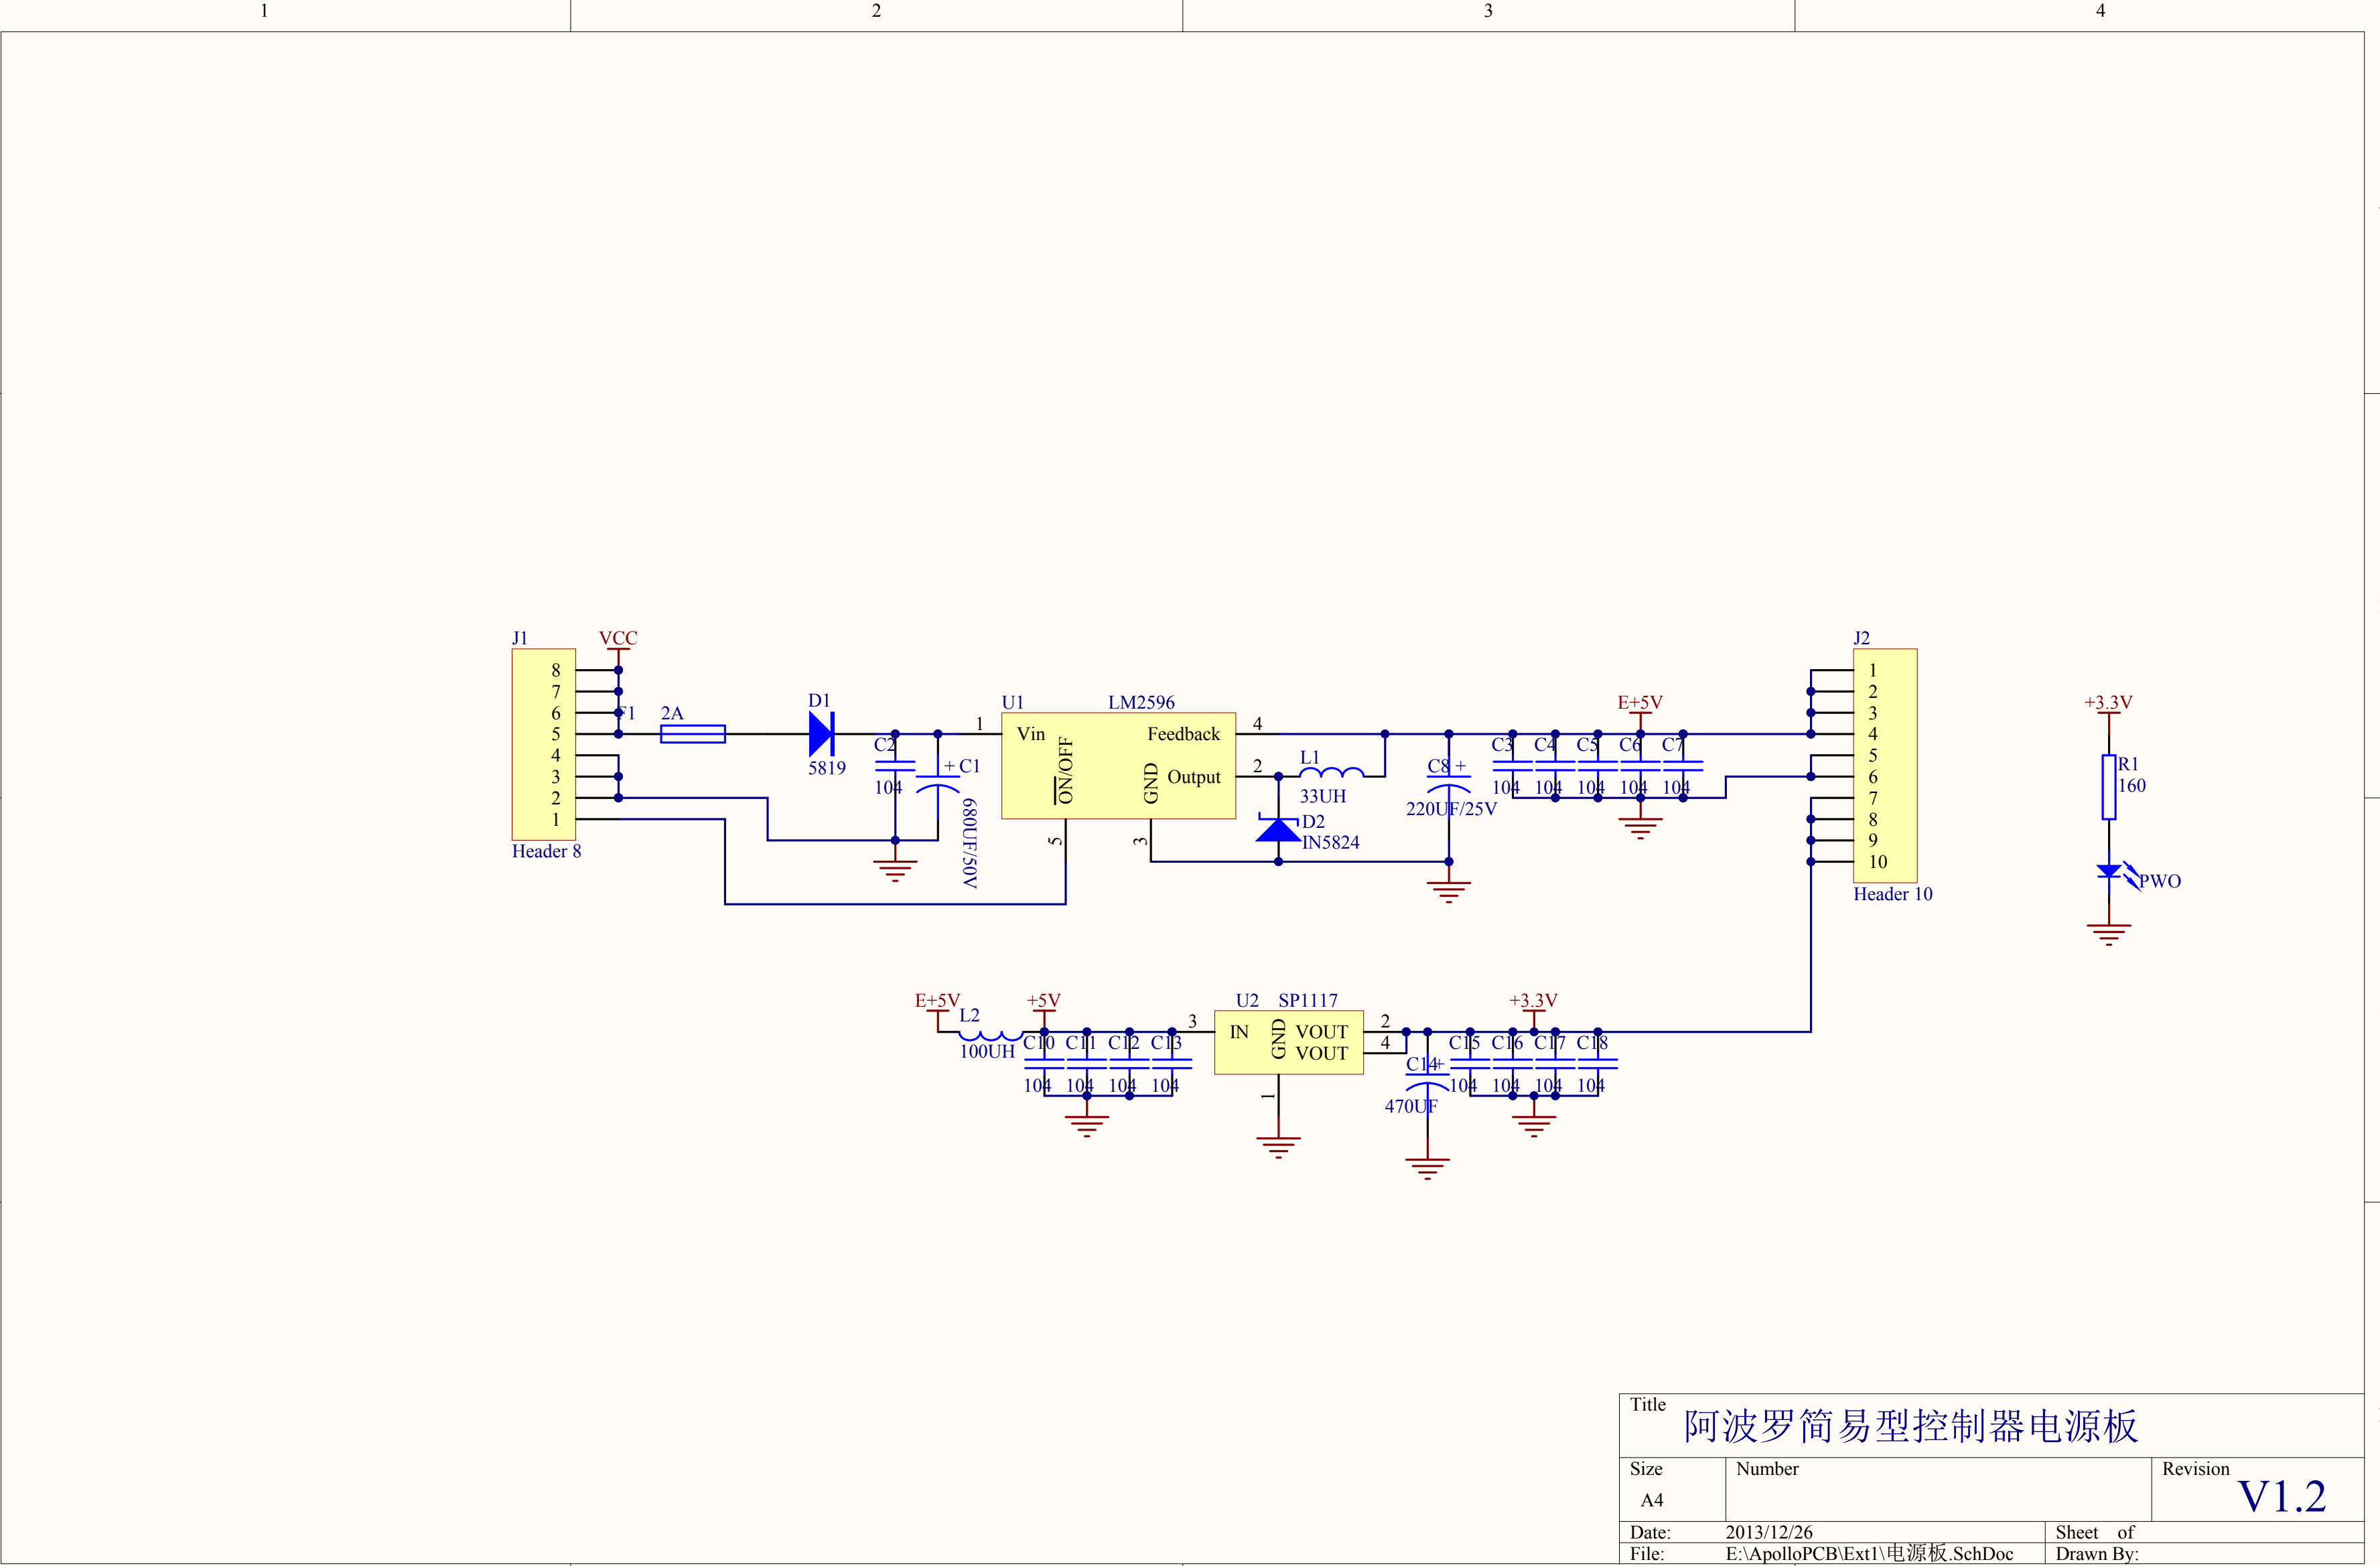 1 2 3 4
J1 VCC
8
7
6
5
4
3
2
1
Header 8
F1 2A
D1
5819
C2
104
+ C1
680UF/50V
U1 LM2596
1 Vin
Feedback 4
Output 2
ON/OFF
GND
5
3
L1
33UH
D2
IN5824
C8 +
220UF/25V
E+5V
C3 C4 C5 C6 C7
104 104 104 104 104
J2
1
2
3
4
5
6
7
8
9
10
Header 10
+3.3V
R1
160
PWO
E+5V
L2
100UH
+5V
C10 C11 C12 C13
104 104 104 104
U2 SP1117
3 IN
GND
VOUT 2
VOUT 4
1
C14+
470UF
+3.3V
C15 C16 C17 C18
104 104 104 104
Title 阿波罗简易型控制器电源板
Size Number Revision
A4 V1.2
Date: 2013/12/26 Sheet of
File: E:\ApolloPCB\Ext1\电源板.SchDoc Drawn By: